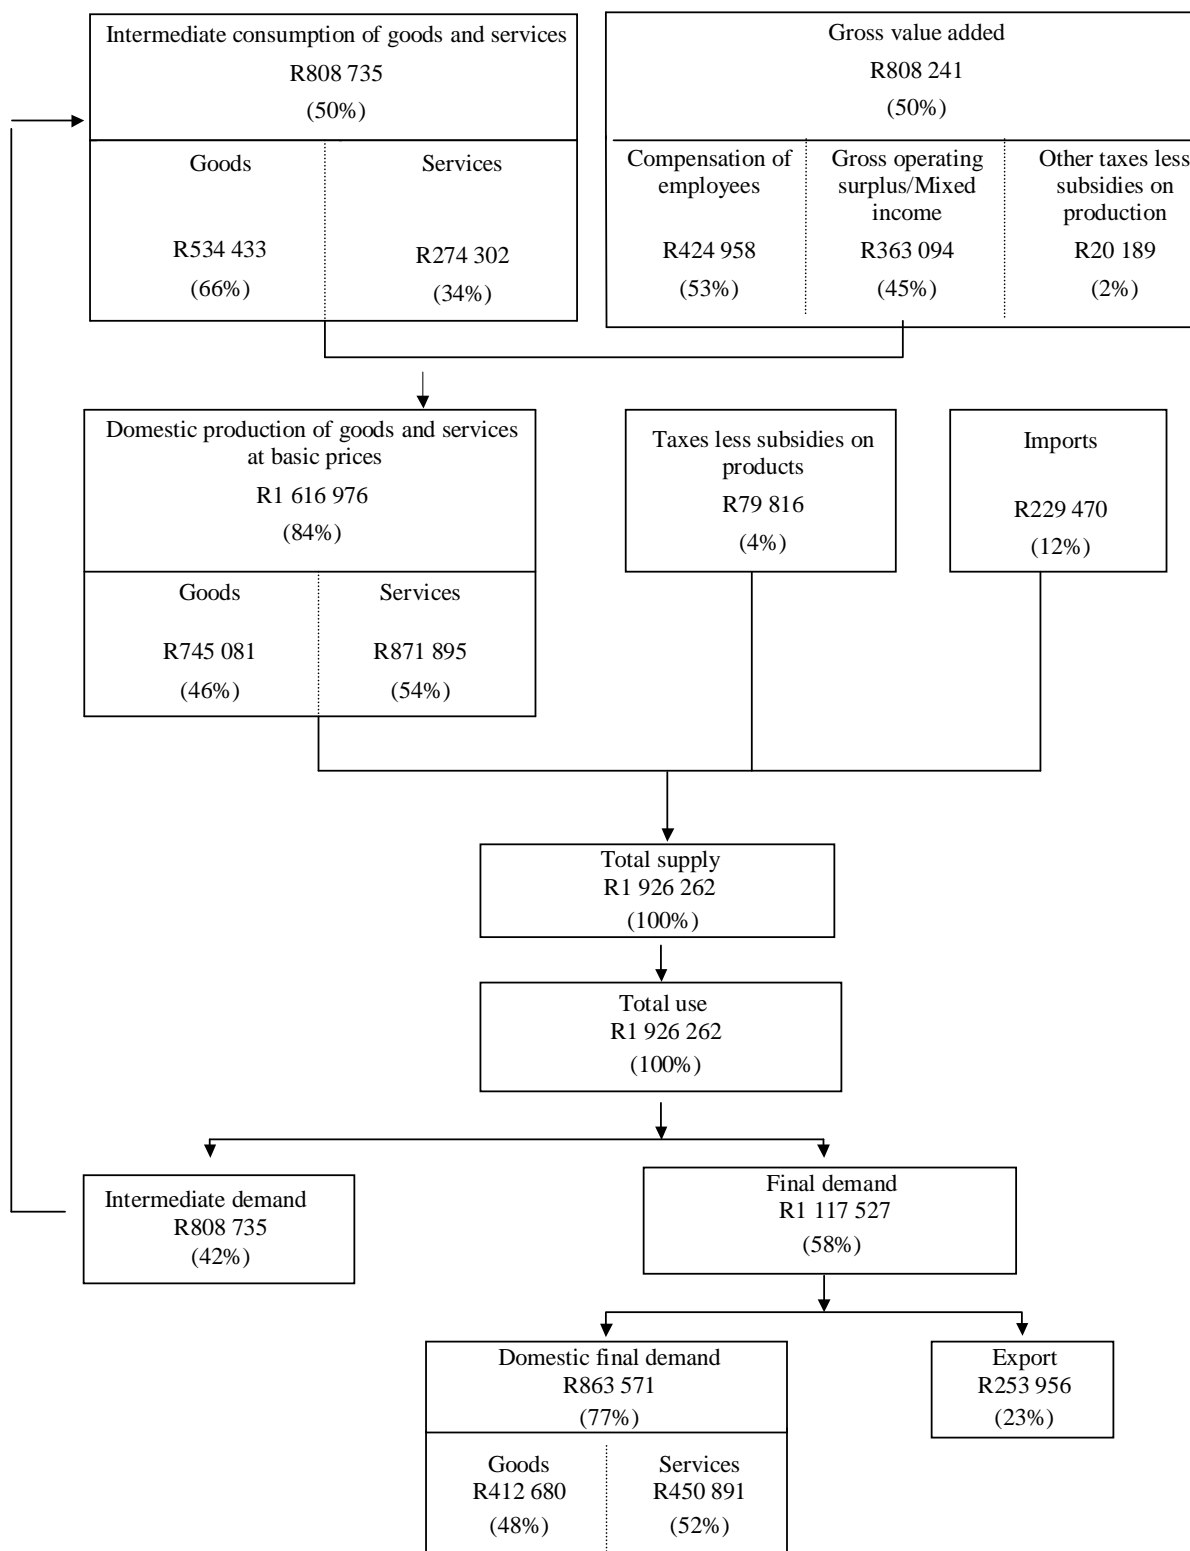 Intermediate consumption of goods and services
R808 735
(50%)
Goods
Services
R534 433
R274 302
(66%)
(34%)
Gross value added
R808 241
(50%)
Compensation of
employees
R424 958
(53%)
Gross operating
surplus/Mixed
income
R363 094
(45%)
Other taxes less
subsidies on
production
R20 189
(2%)
Domestic production of goods and services
at basic prices
R1 616 976
(84%)
Goods
Services
R745 081
R871 895
(46%)
(54%)
Taxes less subsidies on
products
R79 816
(4%)
Imports
R229 470
(12%)
Total supply
R1 926 262
(100%)
Total use
R1 926 262
(100%)
Intermediate demand
R808 735
(42%)
Final demand
R1 117 527
(58%)
Domestic final demand
R863 571
(77%)
Goods
R412 680
(48%)
Services
R450 891
(52%)
Export
R253 956
(23%)